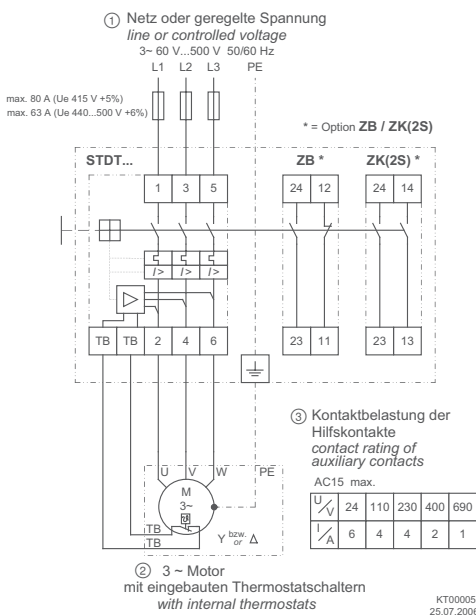 ① Netz oder geregelte Spannung
line or controlled voltage
3~ 60 V...500 V 50/60 Hz
L1 L2 L3 PE
max. 80 A (Ue 415 V +5%)
max. 63 A (Ue 440...500 V +6%)
* = Option ZB / ZK(2S)
STDT... ZB * ZK(2S) *
1 3 5 24 12 24 14
I> I> I>
TB TB 2 4 6 23 11 23 13
③ Kontaktbelastung der
Hilfskontakte
contact rating of
auxiliary contacts
AC15 max.
U/V 24 110 230 400 690
I/A 6 4 4 2 1
U V W PE
M
3~
TB
TB
Y bzw. or Δ
② 3 ~ Motor
mit eingebauten Thermostatschaltern
with internal thermostats
KT00005
25.07.2006